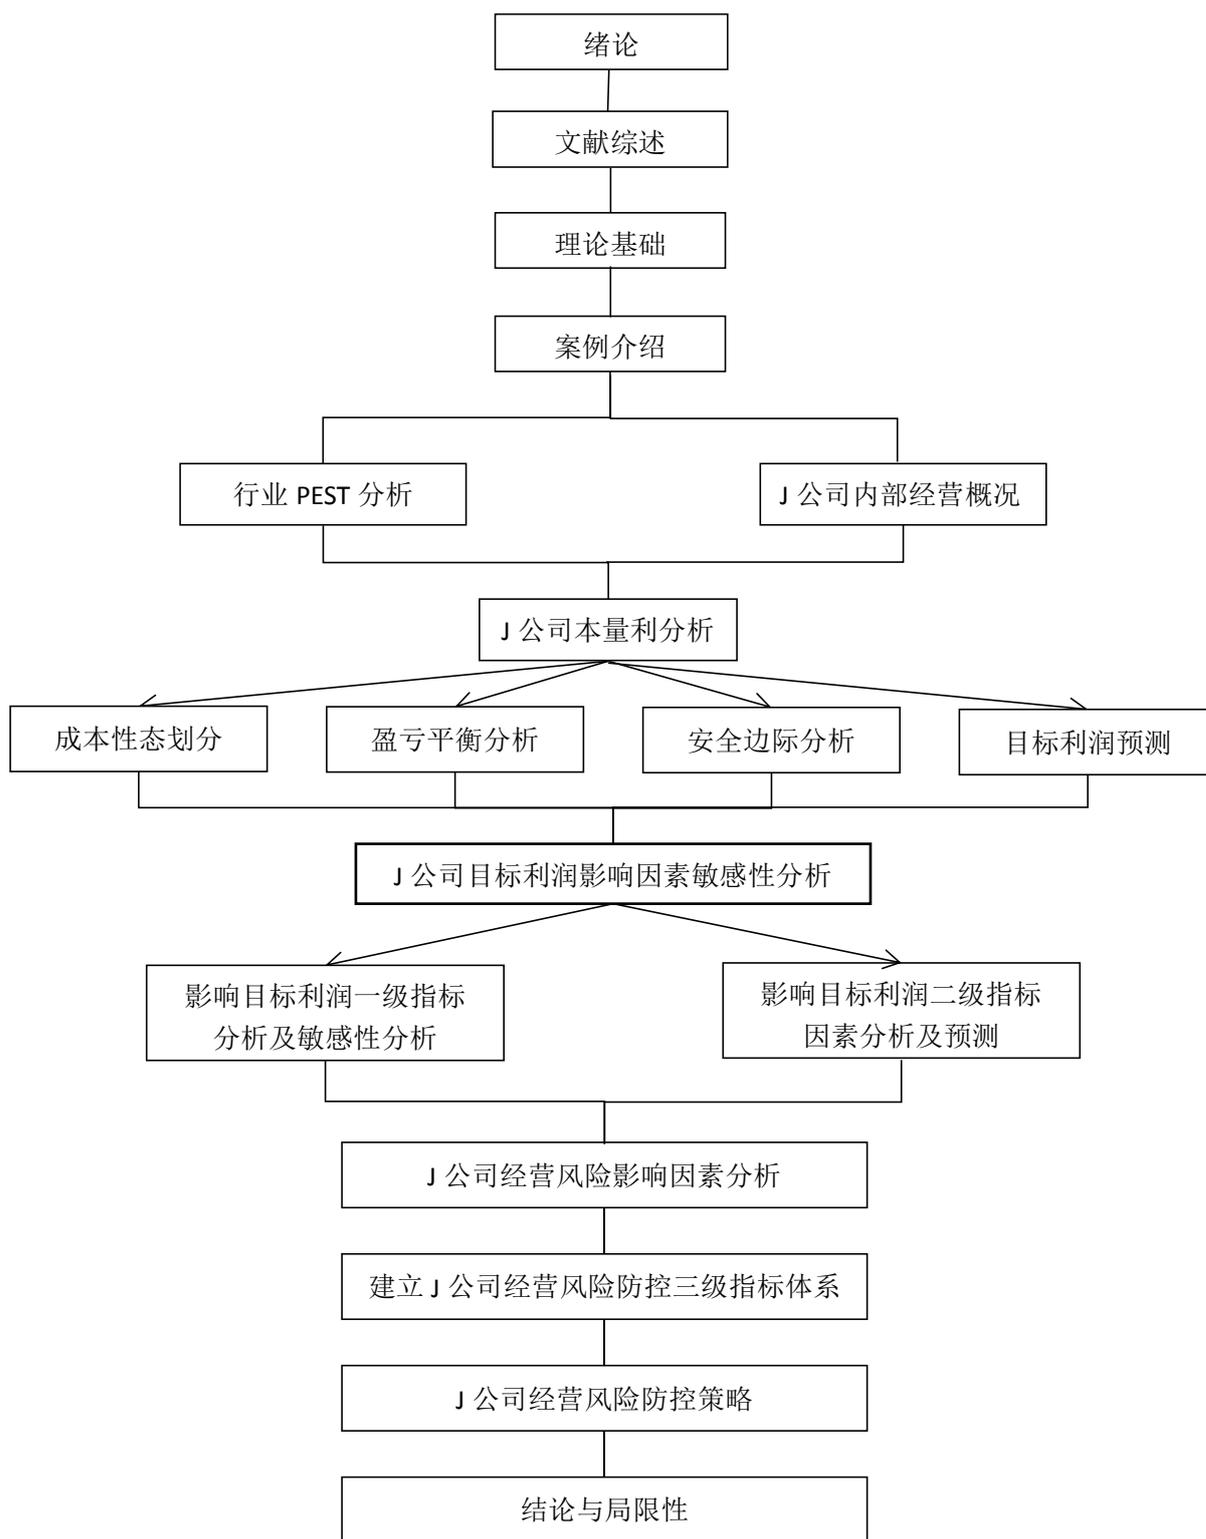 绪论
文献综述
理论基础
案例介绍
行业 PEST 分析
J 公司内部经营概况
J 公司本量利分析
成本性态划分
盈亏平衡分析
安全边际分析
目标利润预测
J 公司目标利润影响因素敏感性分析
影响目标利润一级指标
分析及敏感性分析
影响目标利润二级指标
因素分析及预测
J 公司经营风险影响因素分析
建立 J 公司经营风险防控三级指标体系
J 公司经营风险防控策略
结论与局限性